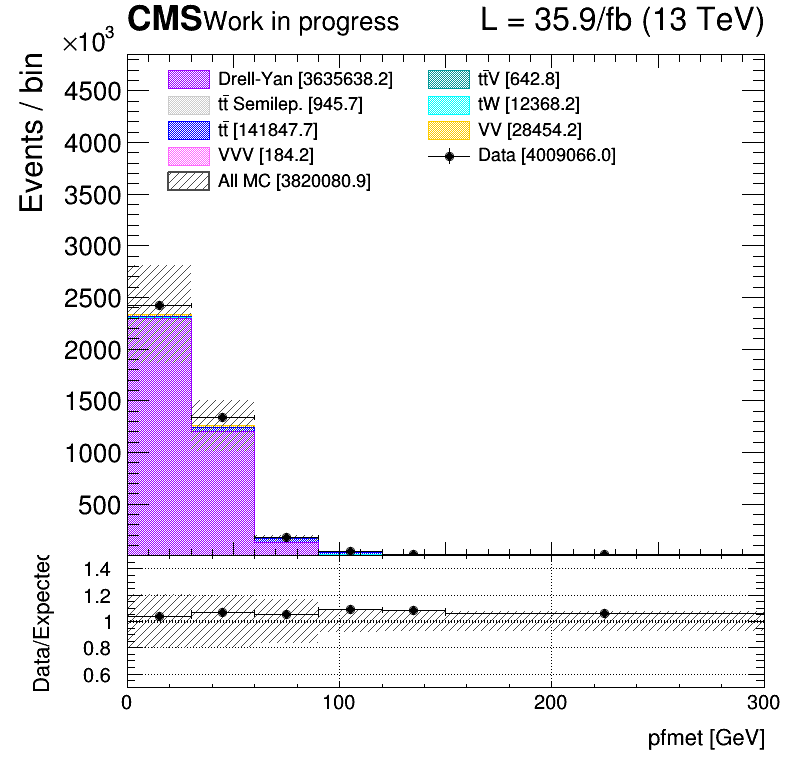 CMS Work in progress L = 35.9/fb (13 TeV)
×10³
Events / bin
Drell-Yan [3635638.2] tt̄V [642.8]
tt̄ Semilep. [945.7] tW [12368.2]
tt̄ [141847.7] VV [28454.2]
VVV [184.2] Data [4009066.0]
All MC [3820080.9]
4500
4000
3500
3000
2500
2000
1500
1000
500
Data/Expected
1.4
1.2
1
0.8
0.6
0 100 200 300
pfmet [GeV]